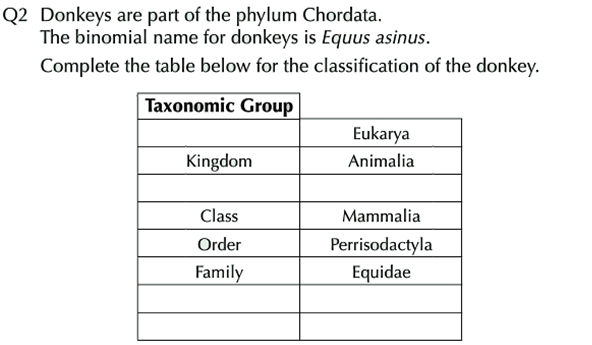 Q2 Donkeys are part of the phylum Chordata.
The binomial name for donkeys is Equus asinus.
Complete the table below for the classification of the donkey.
Taxonomic Group
Eukarya
Kingdom Animalia
Class Mammalia
Order Perrisodactyla
Family Equidae